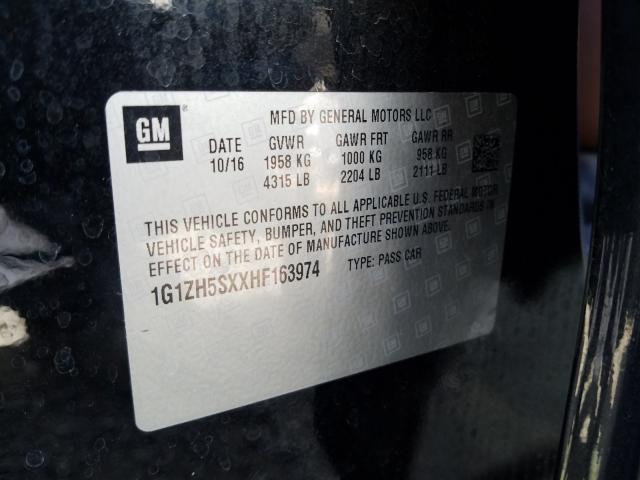 GM
®
MFD BY GENERAL MOTORS LLC
DATE GVWR GAWR FRT GAWR RR
10/16 1958 KG 1000 KG 958 KG
4315 LB 2204 LB 2111 LB
THIS VEHICLE CONFORMS TO ALL APPLICABLE U.S. FEDERAL MOTOR
VEHICLE SAFETY, BUMPER, AND THEFT PREVENTION STANDARDS IN
EFFECT ON THE DATE OF MANUFACTURE SHOWN ABOVE.
1G1ZH5SXXHF163974 TYPE: PASS CAR